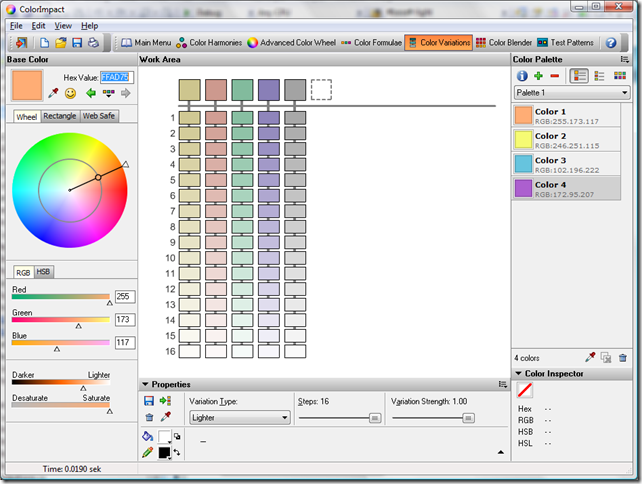 ColorImpact
File Edit View Help
Main Menu Color Harmonies Advanced Color Wheel Color Formulae Color Variations Color Blender Test Patterns
Base Color
Hex Value: FFAD75
Wheel Rectangle Web Safe
RGB HSB
Red
255
Green
173
Blue
117
Darker Lighter
Desaturate Saturate
Time: 0.0190 sek
Work Area
1
2
3
4
5
6
7
8
9
10
11
12
13
14
15
16
Properties
Variation Type: Steps: 16 Variation Strength: 1.00
Lighter
Color Palette
Palette 1
Color 1
RGB:255.173.117
Color 2
RGB:246.251.115
Color 3
RGB:102.196.222
Color 4
RGB:172.95.207
4 colors
Color Inspector
Hex --
RGB --
HSB --
HSL --